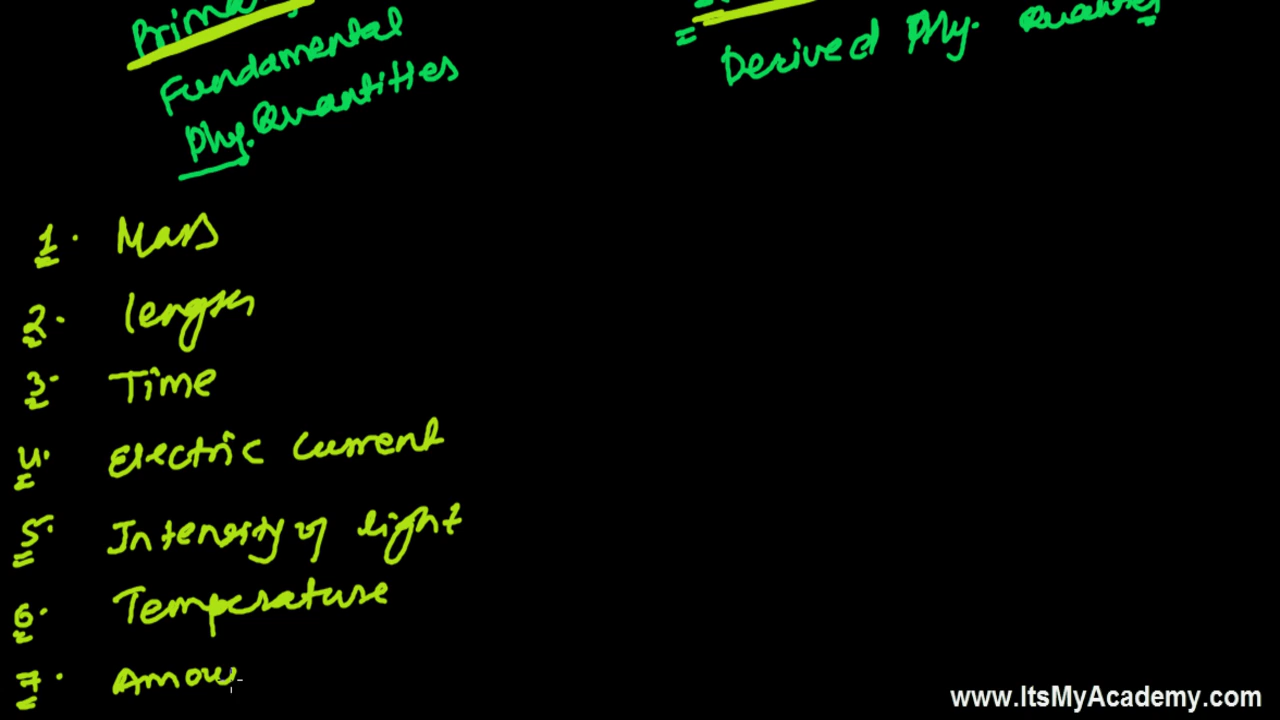 Fundamental
Phy. Quantities
Derived Phy. Quantities
1. Mass
2. length
3. Time
4. Electric Current
5. Intensity of light
6. Temperature
7. Amou
www.ItsMyAcademy.com